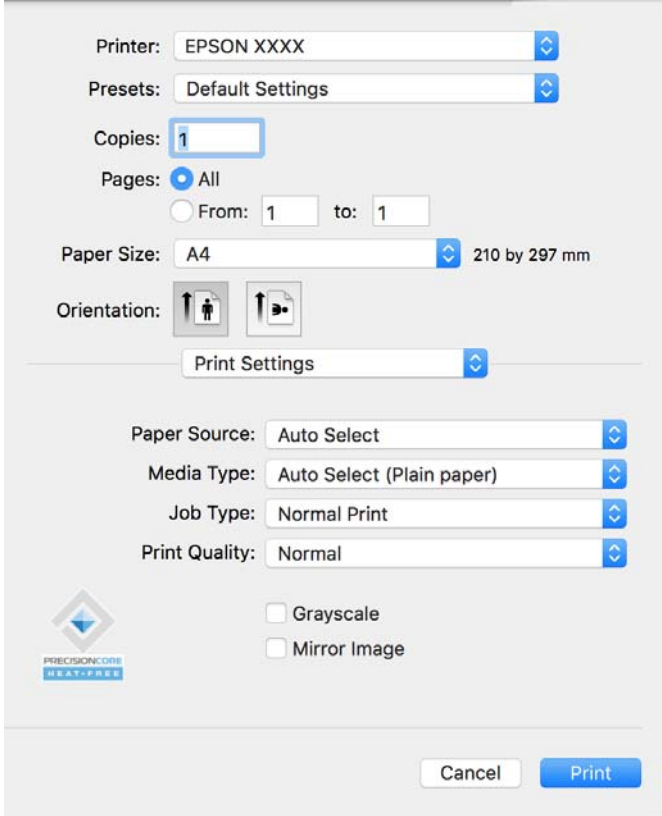 Printer: EPSON XXXX
Presets: Default Settings
Copies: 1
Pages: All
From: 1 to: 1
Paper Size: A4 210 by 297 mm
Orientation:
Print Settings
Paper Source: Auto Select
Media Type: Auto Select (Plain paper)
Job Type: Normal Print
Print Quality: Normal
Grayscale
Mirror Image
PRECISIONCORE
HEAT-FREE
Cancel Print